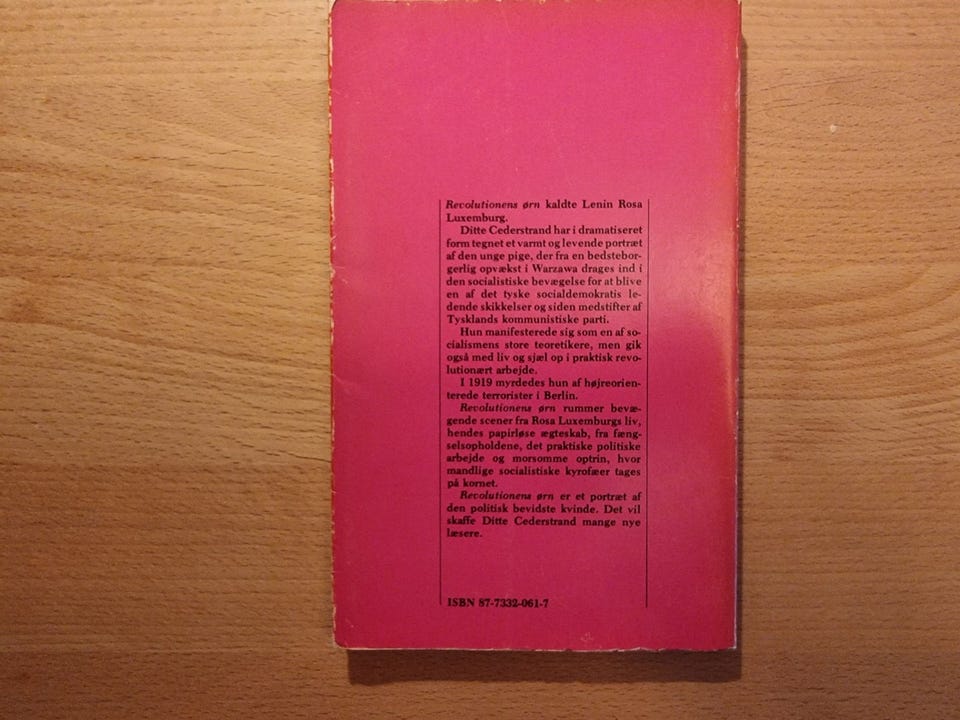 Revolutionens ørn kaldte Lenin Rosa
Luxemburg.
Ditte Cederstrand har i dramatiseret
form tegnet et varmt og levende portræt
af den unge pige, der fra en bedstebor-
gerlig opvækst i Warzawa drages ind i
den socialistiske bevægelse for at blive
en af det tyske socialdemokratis le-
dende skikkelser og siden medstifter af
Tysklands kommunistiske parti.
Hun manifesterede sig som en af so-
cialismens store teoretikere, men gik
også med liv og sjæl op i praktisk revo-
lutionært arbejde.
I 1919 myrdedes hun af højreorien-
terede terrorister i Berlin.
Revolutionens ørn rummer bevæ-
gende scener fra Rosa Luxemburgs liv,
hendes papirløse ægteskab, fra fæng-
selsopholdene, det praktiske politiske
arbejde og morsomme optrin, hvor
mandlige socialistiske kyrofæer tages
på kornet.
Revolutionens ørn er et portræt af
den politisk bevidste kvinde. Det vil
skaffe Ditte Cederstrand mange nye
læsere.
ISBN 87-7332-061-7